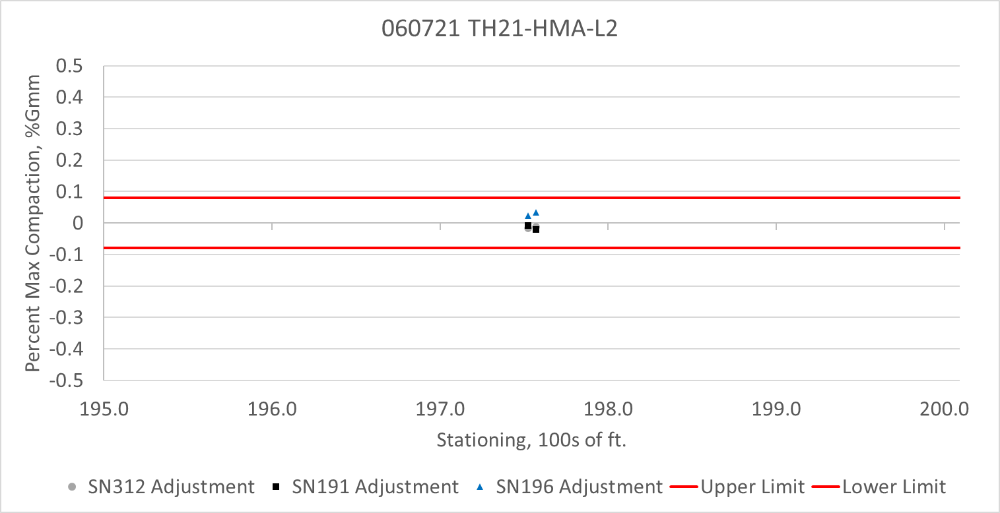 060721 TH21-HMA-L2
Percent Max Compaction, %Gmm
0.5
0.4
0.3
0.2
0.1
0
-0.1
-0.2
-0.3
-0.4
-0.5
195.0 196.0 197.0 198.0 199.0 200.0
Stationing, 100s of ft.
SN312 Adjustment SN191 Adjustment SN196 Adjustment Upper Limit Lower Limit